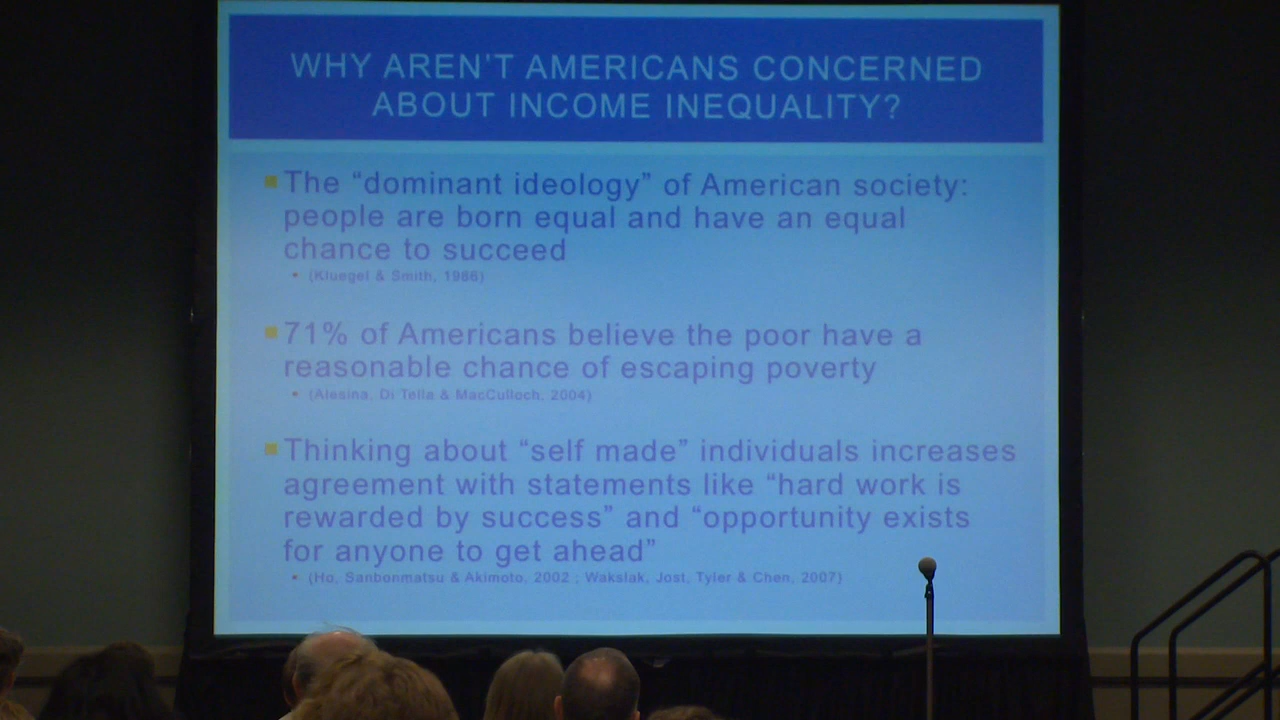 WHY AREN'T AMERICANS CONCERNED
ABOUT INCOME INEQUALITY?
The “dominant ideology” of American society:
people are born equal and have an equal
chance to succeed
(Kluegel & Smith, 1986)
71% of Americans believe the poor have a
reasonable chance of escaping poverty
(Alesina, Di Tella & MacCulloch, 2004)
Thinking about “self made” individuals increases
agreement with statements like “hard work is
rewarded by success” and “opportunity exists
for anyone to get ahead”
(Ho, Sanbonmatsu & Akimoto, 2002 ; Wakslak, Jost, Tyler & Chen, 2007)